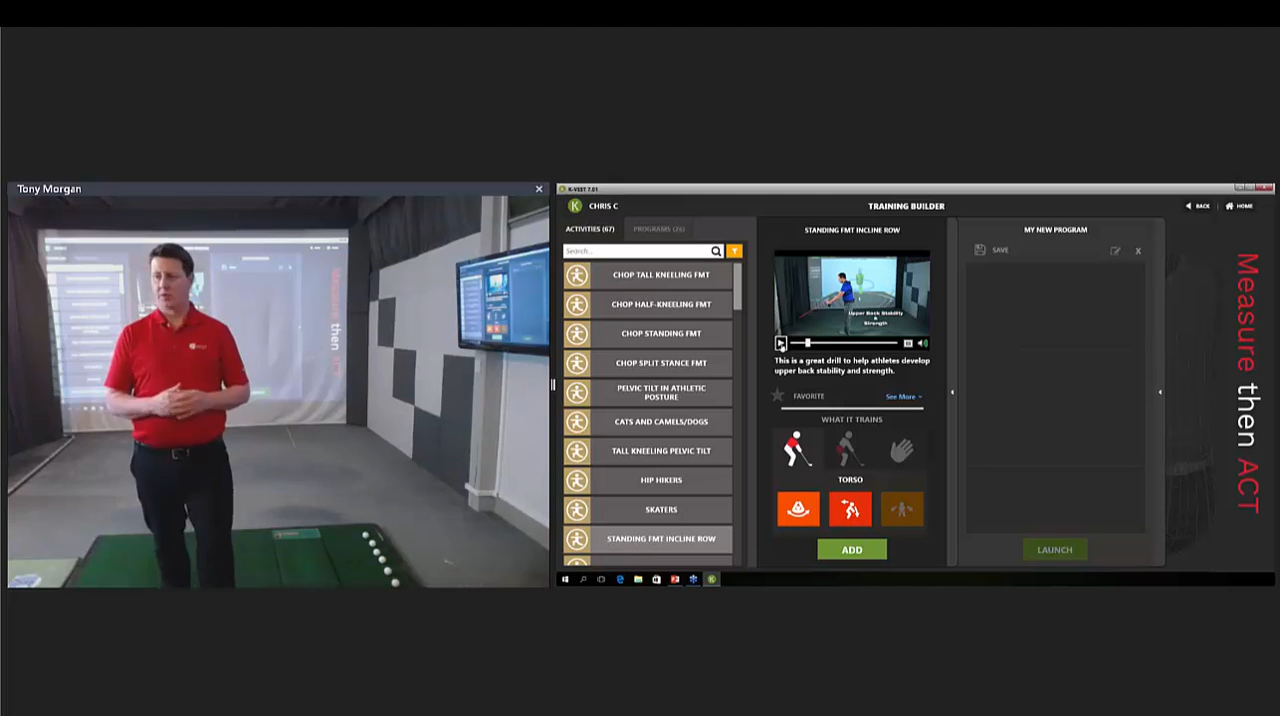 Tony Morgan
K-VEET 7.01
CHRIS C
TRAINING BUILDER
BACK
HOME
ACTIVITIES (67)
PROGRAMS (26)
Search...
CHOP TALL KNEELING FMT
CHOP HALF-KNEELING FMT
CHOP STANDING FMT
CHOP SPLIT STANCE FMT
PELVIC TILT IN ATHLETIC
POSTURE
CATS AND CAMELS/DOGS
TALL KNEELING PELVIC TILT
HIP HIKERS
SKATERS
STANDING FMT INCLINE ROW
STANDING FMT INCLINE ROW
Upper Back Stability
&
Strength
This is a great drill to help athletes develop
upper back stability and strength.
FAVORITE
See More
WHAT IT TRAINS
TORSO
ADD
MY NEW PROGRAM
SAVE
X
LAUNCH
Measure then ACT
then